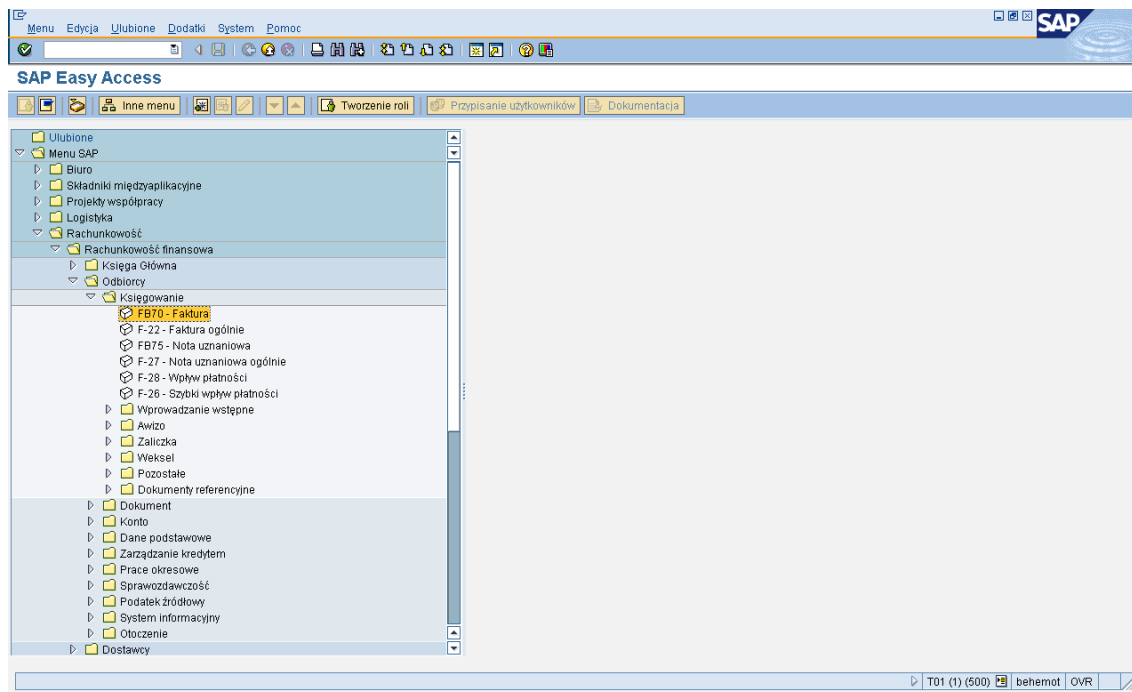 Menu Edycja Ulubione Dodatki System Pomoc
SAP
SAP Easy Access
Inne menu Tworzenie roli Przypisanie użytkowników Dokumentacja
Ulubione
Menu SAP
Biuro
Składniki międzyaplikacyjne
Projekty współpracy
Logistyka
Rachunkowość
Rachunkowość finansowa
Księga Główna
Odbiorcy
Księgowanie
FB70 - Faktura
F-22 - Faktura ogólnie
FB75 - Nota uznaniowa
F-27 - Nota uznaniowa ogólnie
F-28 - Wpływ płatności
F-26 - Szybki wpływ płatności
Wprowadzanie wstępne
Awizo
Zaliczka
Weksel
Pozostałe
Dokumenty referencyjne
Dokument
Konto
Dane podstawowe
Zarządzanie kredytem
Prace okresowe
Sprawozdawczość
Podatek źródłowy
System informacyjny
Otoczenie
Dostawcy
T01 (1) (500) behemot OVR